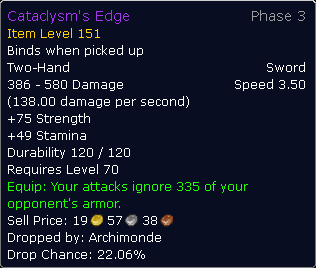 Cataclysm's Edge Phase 3
Item Level 151
Binds when picked up
Two-Hand Sword
386 - 580 Damage Speed 3.50
(138.00 damage per second)
+75 Strength
+49 Stamina
Durability 120 / 120
Requires Level 70
Equip: Your attacks ignore 335 of your
opponent's armor.
Sell Price: 19 57 38
Dropped by: Archimonde
Drop Chance: 22.06%